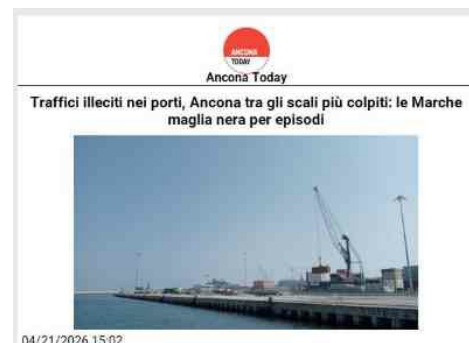 ANCONA
TODAY
Ancona Today
Traffici illeciti nei porti, Ancona tra gli scali più colpiti: le Marche
maglia nera per episodi
04/21/2026 15:02